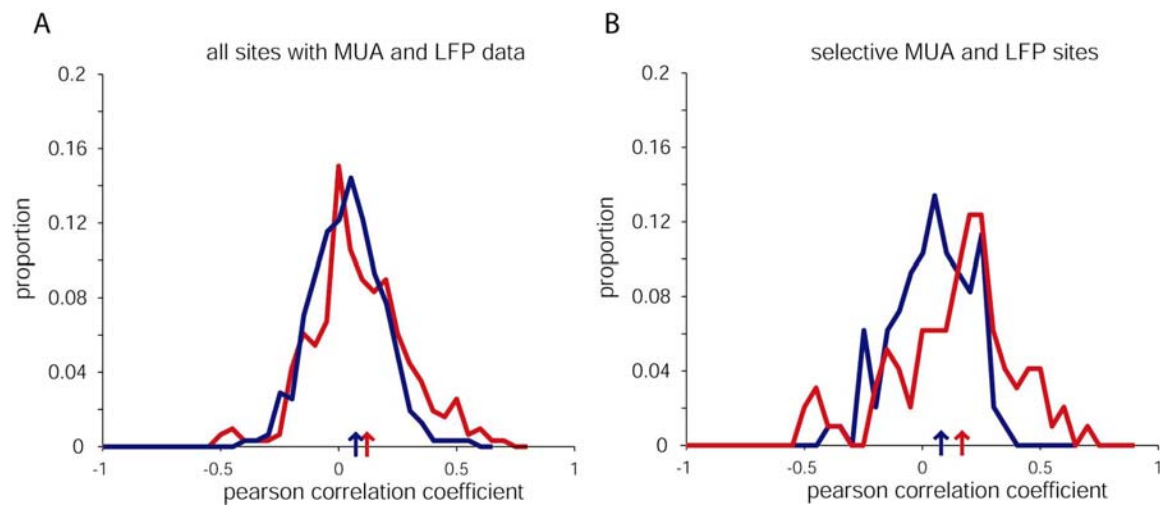 A
all sites with MUA and LFP data
0.2
0.16
0.12
0.08
0.04
0
proportion
-1
-0.5
0
0.5
1
pearson correlation coefficient
B
selective MUA and LFP sites
0.2
0.16
0.12
0.08
0.04
0
proportion
-1
-0.5
0
0.5
1
pearson correlation coefficient